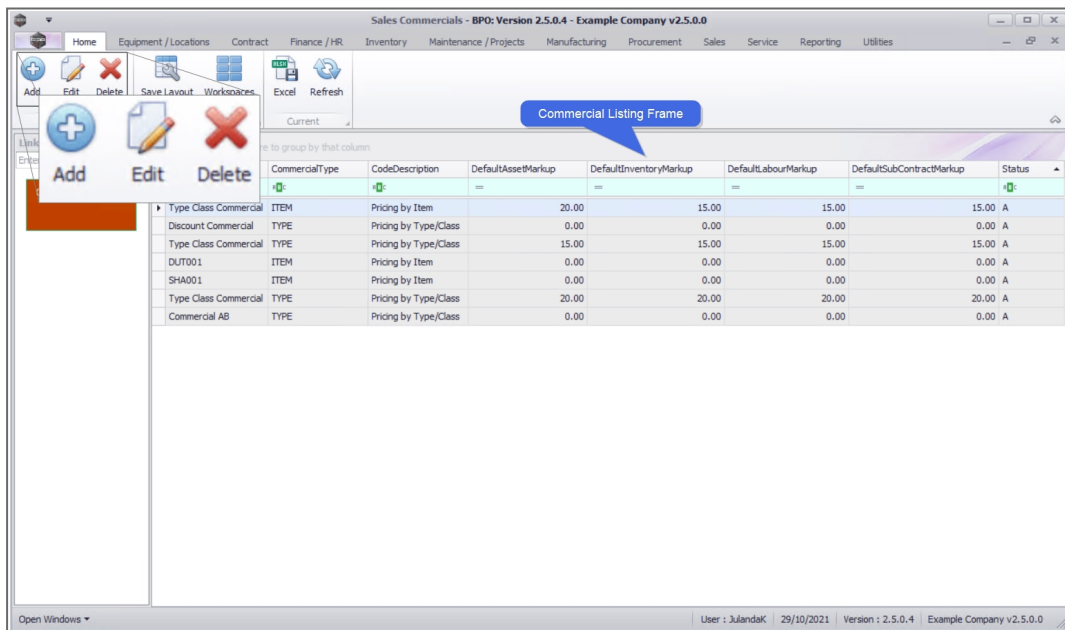 Sales Commercials - BPO: Version 2.5.0.4 - Example Company v2.5.0.0
Home Equipment / Locations Contract Finance / HR Inventory Maintenance / Projects Manufacturing Procurement Sales Service Reporting Utilities
Add Edit Delete Save Layout Workspaces Excel Refresh
Current
Commercial Listing Frame
Add Edit Delete
Link
Enter
re to group by that column
CommercialType CodeDescription DefaultAssetMarkup DefaultInventoryMarkup DefaultLabourMarkup DefaultSubContractMarkup Status
= = = =
Type Class Commercial ITEM Pricing by Item 20.00 15.00 15.00 15.00 A
Discount Commercial TYPE Pricing by Type/Class 0.00 0.00 0.00 0.00 A
Type Class Commercial TYPE Pricing by Type/Class 15.00 15.00 15.00 15.00 A
DUT001 ITEM Pricing by Item 0.00 0.00 0.00 0.00 A
SHA001 ITEM Pricing by Item 0.00 0.00 0.00 0.00 A
Type Class Commercial TYPE Pricing by Type/Class 20.00 20.00 20.00 20.00 A
Commercial AB TYPE Pricing by Type/Class 0.00 0.00 0.00 0.00 A
Open Windows User : JulandaK 29/10/2021 Version : 2.5.0.4 Example Company v2.5.0.0